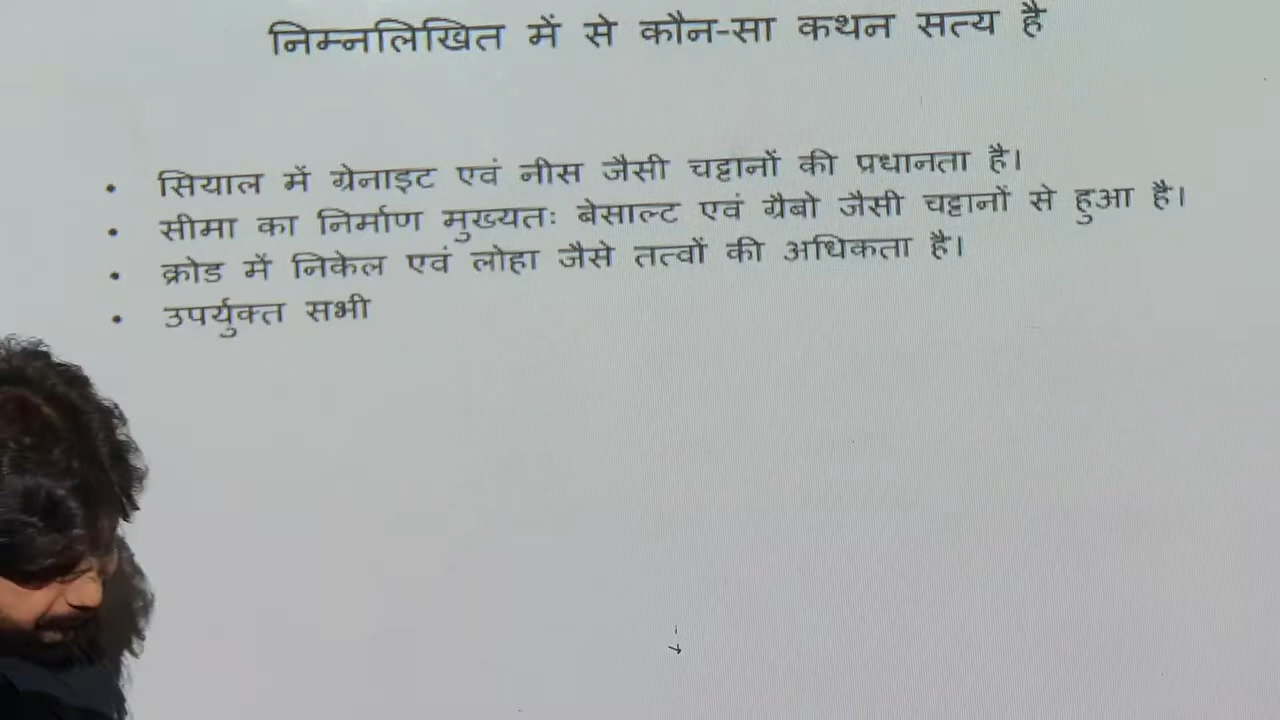 निम्नलिखित में से कौन-सा कथन सत्य है
• सियाल में ग्रेनाइट एवं नीस जैसी चट्टानों की प्रधानता है।
• सीमा का निर्माण मुख्यतः बेसाल्ट एवं ग्रैबो जैसी चट्टानों से हुआ है।
• क्रोड में निकेल एवं लोहा जैसे तत्वों की अधिकता है।
• उपर्युक्त सभी